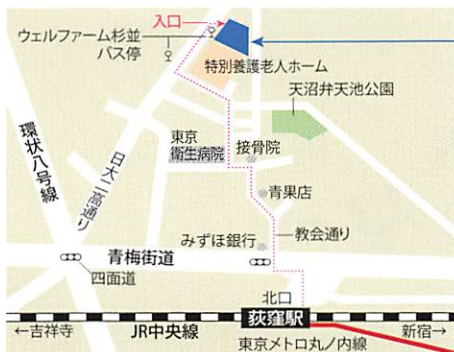 入口
ウェルファーム杉並
バス停
特別養護老人ホーム
天沼弁天池公園
環状八号線
日大二高通り
東京
衛生病院
接骨院
青果店
みずほ銀行
教会通り
青梅街道
四面道
北口
荻窪駅
←吉祥寺
JR中央線
新宿→
東京メトロ丸ノ内線